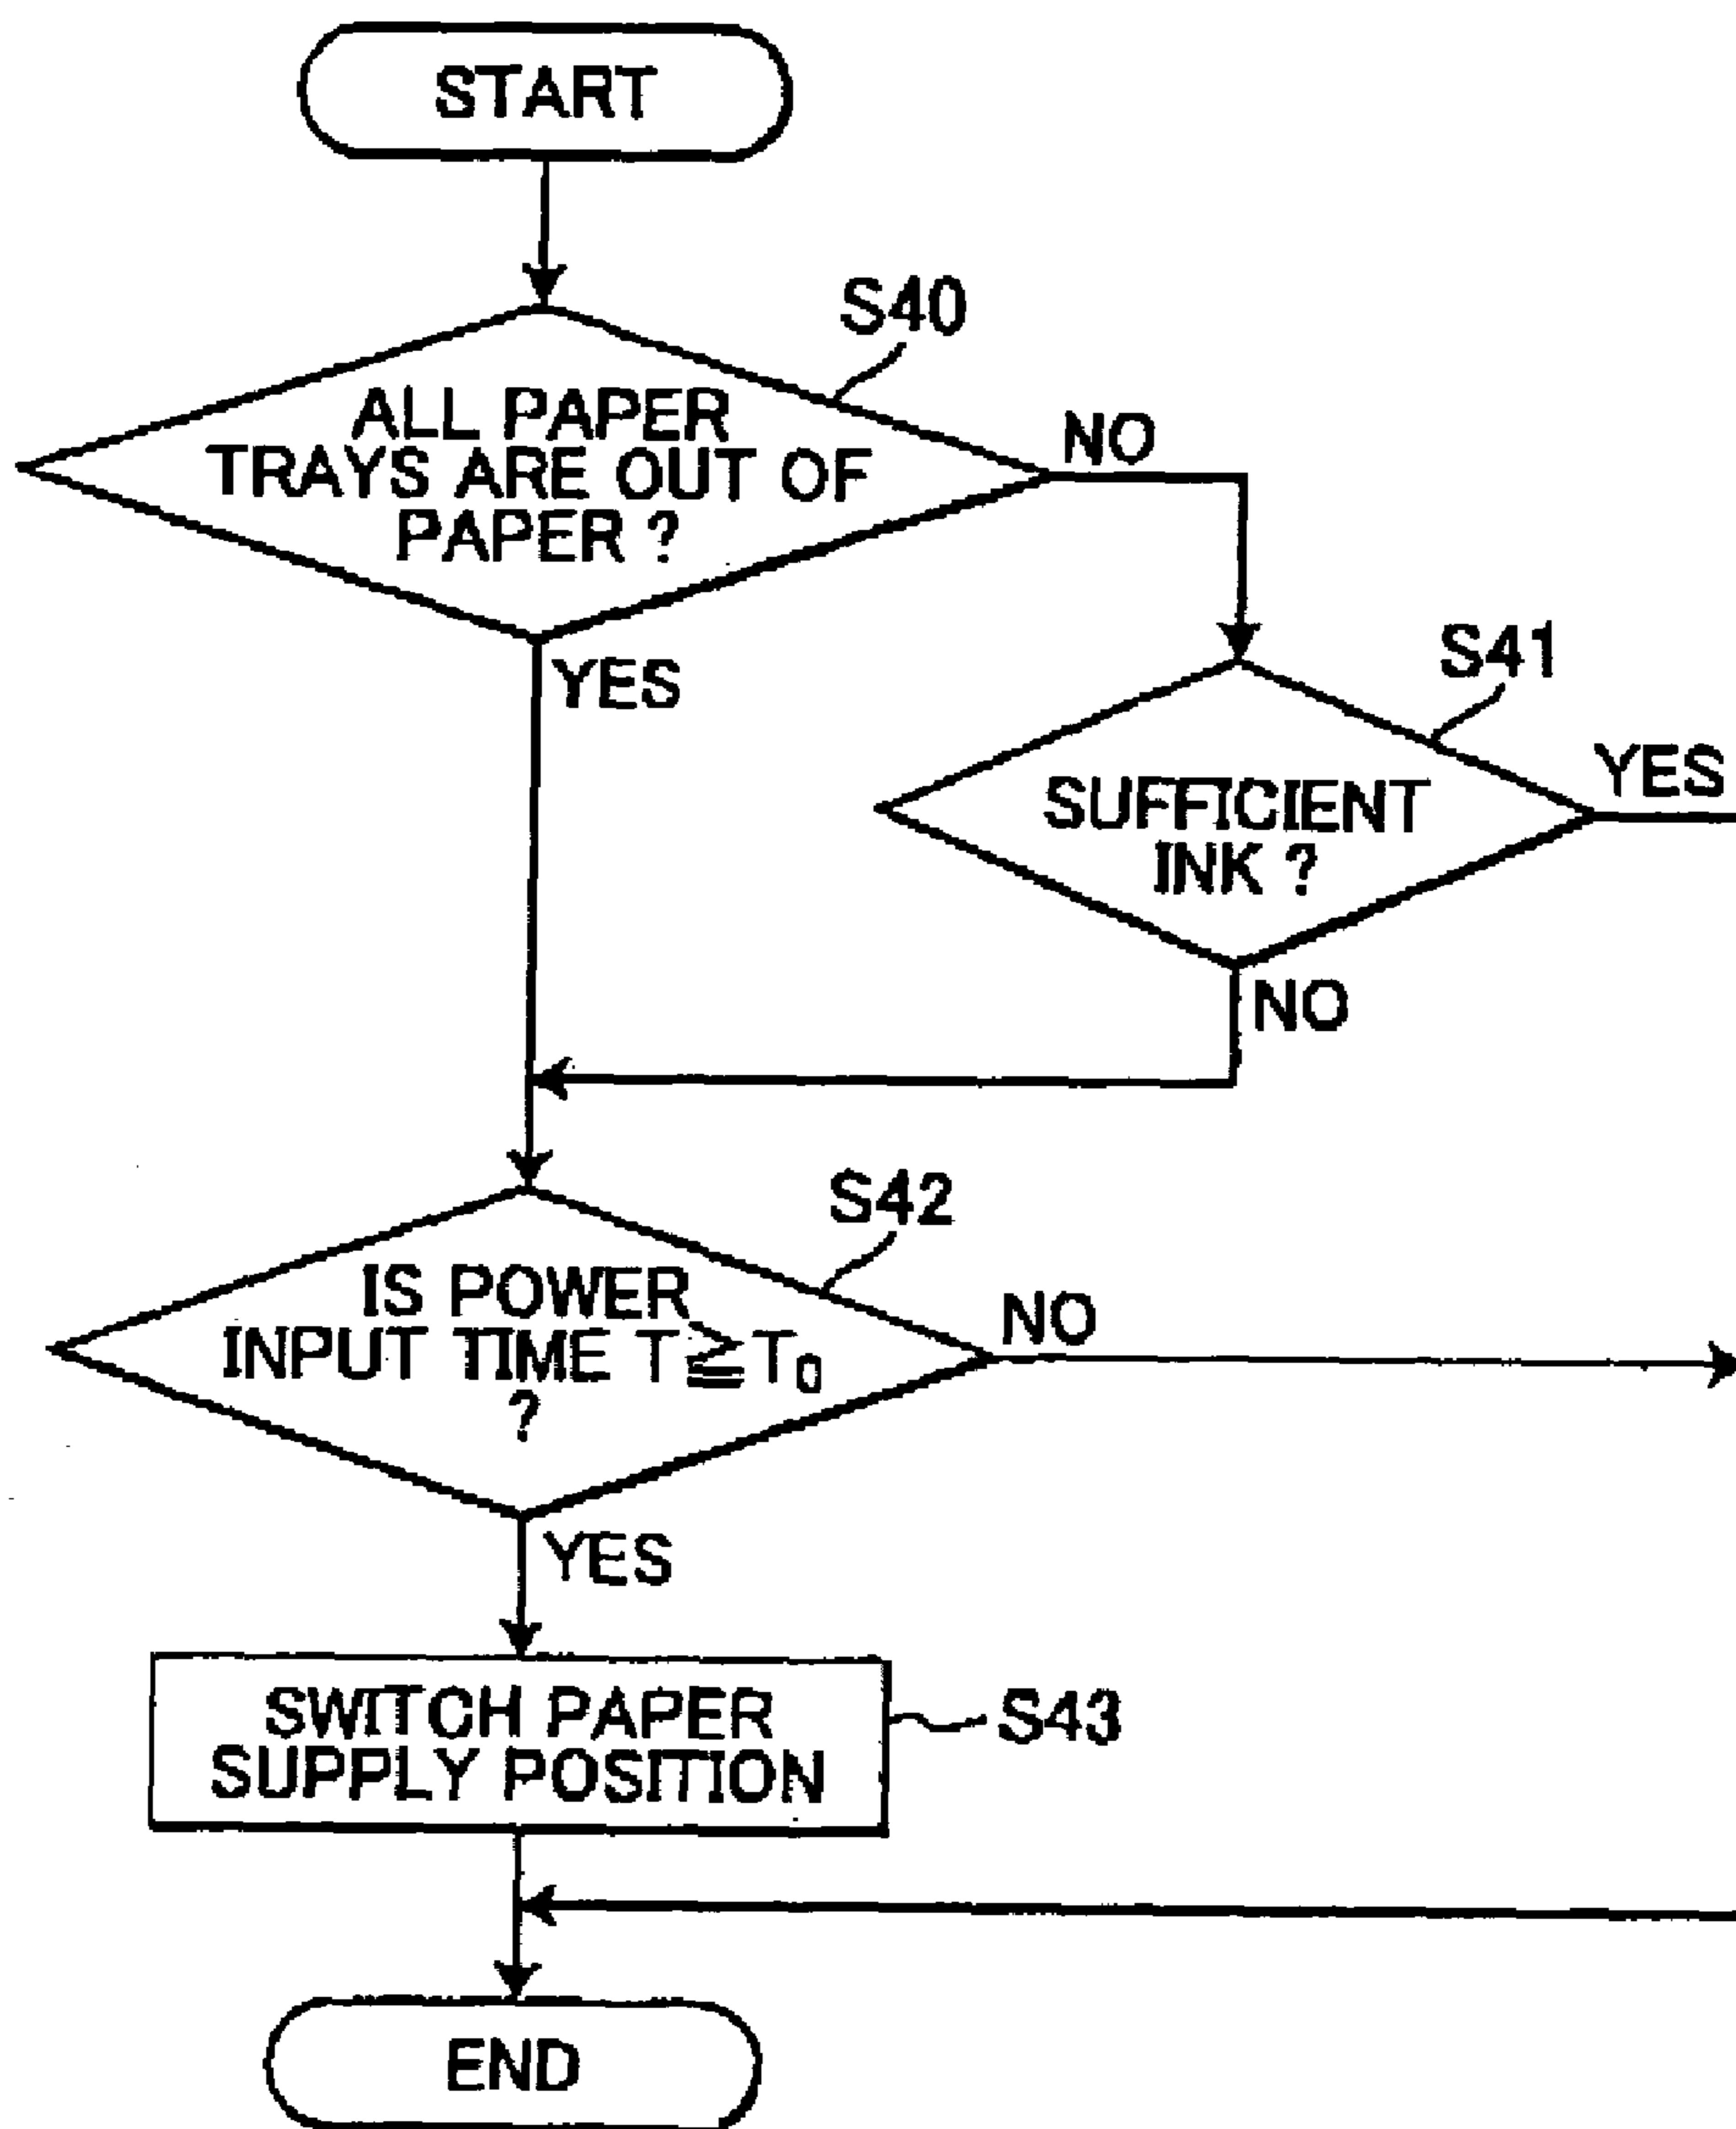 START
S40
ALL PAPER
TRAYS ARE OUT OF
PAPER ?
NO
YES
S41
SUFFICIENT
INK ?
YES
NO
S42
IS POWER
INPUT TIME T≧T₀
?
NO
YES
SWITCH PAPER
SUPPLY POSITION
S43
END